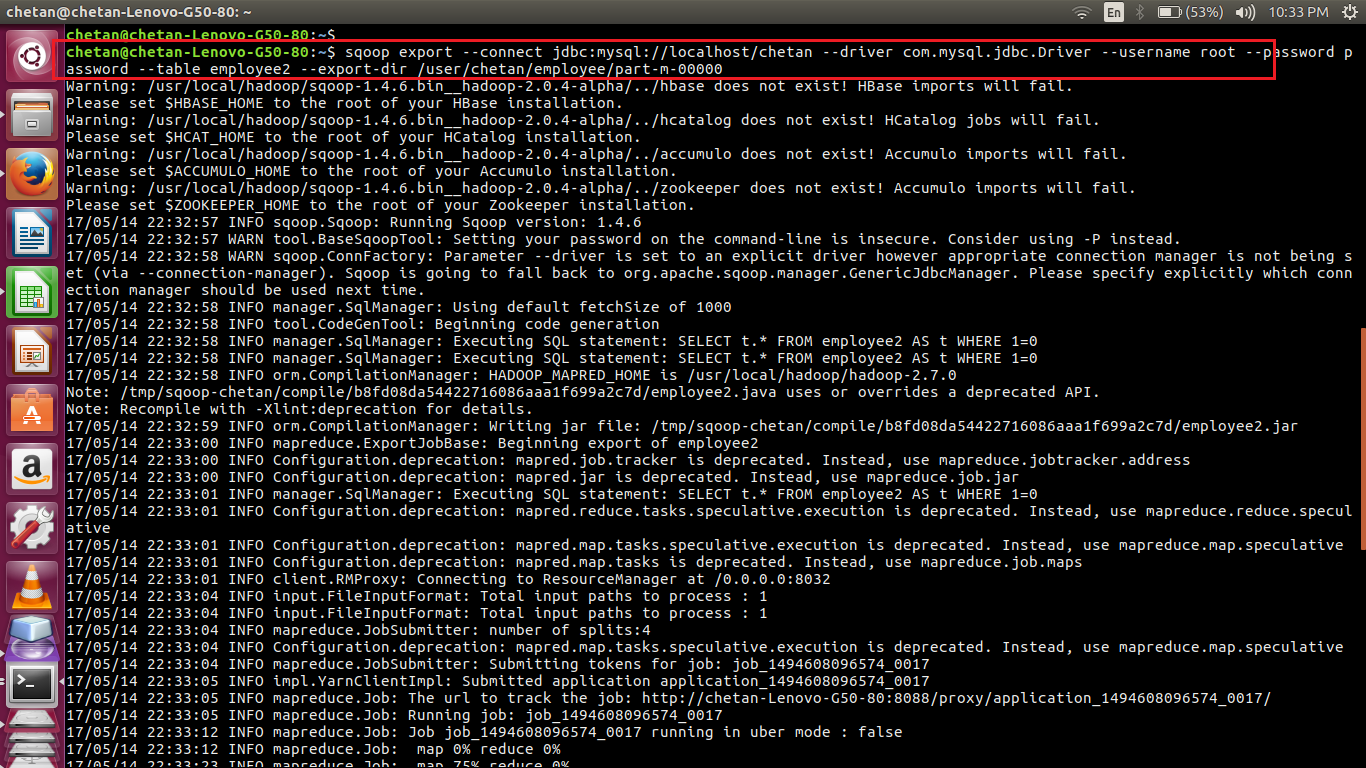 chetan@chetan-Lenovo-G50-80: ~
En
(53%)
10:33 PM
chetan@chetan-Lenovo-G50-80:~$
chetan@chetan-Lenovo-G50-80:~$ sqoop export --connect jdbc:mysql://localhost/chetan --driver com.mysql.jdbc.Driver --username root --password p
assword --table employee2 --export-dir /user/chetan/employee/part-m-00000
Warning: /usr/local/hadoop/sqoop-1.4.6.bin__hadoop-2.0.4-alpha/../hbase does not exist! HBase imports will fail.
Please set $HBASE_HOME to the root of your HBase installation.
Warning: /usr/local/hadoop/sqoop-1.4.6.bin__hadoop-2.0.4-alpha/../hcatalog does not exist! HCatalog jobs will fail.
Please set $HCAT_HOME to the root of your HCatalog installation.
Warning: /usr/local/hadoop/sqoop-1.4.6.bin__hadoop-2.0.4-alpha/../accumulo does not exist! Accumulo imports will fail.
Please set $ACCUMULO_HOME to the root of your Accumulo installation.
Warning: /usr/local/hadoop/sqoop-1.4.6.bin__hadoop-2.0.4-alpha/../zookeeper does not exist! Accumulo imports will fail.
Please set $ZOOKEEPER_HOME to the root of your Zookeeper installation.
17/05/14 22:32:57 INFO sqoop.Sqoop: Running Sqoop version: 1.4.6
17/05/14 22:32:57 WARN tool.BaseSqoopTool: Setting your password on the command-line is insecure. Consider using -P instead.
17/05/14 22:32:58 WARN sqoop.ConnFactory: Parameter --driver is set to an explicit driver however appropriate connection manager is not being s
et (via --connection-manager). Sqoop is going to fall back to org.apache.sqoop.manager.GenericJdbcManager. Please specify explicitly which conn
ection manager should be used next time.
17/05/14 22:32:58 INFO manager.SqlManager: Using default fetchSize of 1000
17/05/14 22:32:58 INFO tool.CodeGenTool: Beginning code generation
17/05/14 22:32:58 INFO manager.SqlManager: Executing SQL statement: SELECT t.* FROM employee2 AS t WHERE 1=0
17/05/14 22:32:58 INFO manager.SqlManager: Executing SQL statement: SELECT t.* FROM employee2 AS t WHERE 1=0
17/05/14 22:32:58 INFO orm.CompilationManager: HADOOP_MAPRED_HOME is /usr/local/hadoop/hadoop-2.7.0
Note: /tmp/sqoop-chetan/compile/b8fd08da54422716086aaa1f699a2c7d/employee2.java uses or overrides a deprecated API.
Note: Recompile with -Xlint:deprecation for details.
17/05/14 22:32:59 INFO orm.CompilationManager: Writing jar file: /tmp/sqoop-chetan/compile/b8fd08da54422716086aaa1f699a2c7d/employee2.jar
17/05/14 22:33:00 INFO mapreduce.ExportJobBase: Beginning export of employee2
17/05/14 22:33:00 INFO Configuration.deprecation: mapred.job.tracker is deprecated. Instead, use mapreduce.jobtracker.address
17/05/14 22:33:00 INFO Configuration.deprecation: mapred.jar is deprecated. Instead, use mapreduce.job.jar
17/05/14 22:33:01 INFO manager.SqlManager: Executing SQL statement: SELECT t.* FROM employee2 AS t WHERE 1=0
17/05/14 22:33:01 INFO Configuration.deprecation: mapred.reduce.tasks.speculative.execution is deprecated. Instead, use mapreduce.reduce.specul
ative
17/05/14 22:33:01 INFO Configuration.deprecation: mapred.map.tasks.speculative.execution is deprecated. Instead, use mapreduce.map.speculative
17/05/14 22:33:01 INFO Configuration.deprecation: mapred.map.tasks is deprecated. Instead, use mapreduce.job.maps
17/05/14 22:33:01 INFO client.RMProxy: Connecting to ResourceManager at /0.0.0.0:8032
17/05/14 22:33:04 INFO input.FileInputFormat: Total input paths to process : 1
17/05/14 22:33:04 INFO input.FileInputFormat: Total input paths to process : 1
17/05/14 22:33:04 INFO mapreduce.JobSubmitter: number of splits:4
17/05/14 22:33:04 INFO Configuration.deprecation: mapred.map.tasks.speculative.execution is deprecated. Instead, use mapreduce.map.speculative
17/05/14 22:33:04 INFO mapreduce.JobSubmitter: Submitting tokens for job: job_1494608096574_0017
17/05/14 22:33:05 INFO impl.YarnClientImpl: Submitted application application_1494608096574_0017
17/05/14 22:33:05 INFO mapreduce.Job: The url to track the job: http://chetan-Lenovo-G50-80:8088/proxy/application_1494608096574_0017/
17/05/14 22:33:05 INFO mapreduce.Job: Running job: job_1494608096574_0017
17/05/14 22:33:12 INFO mapreduce.Job: Job job_1494608096574_0017 running in uber mode : false
17/05/14 22:33:12 INFO mapreduce.Job:  map 0% reduce 0%
17/05/14 22:33:23 INFO mapreduce.Job:  map 75% reduce 0%